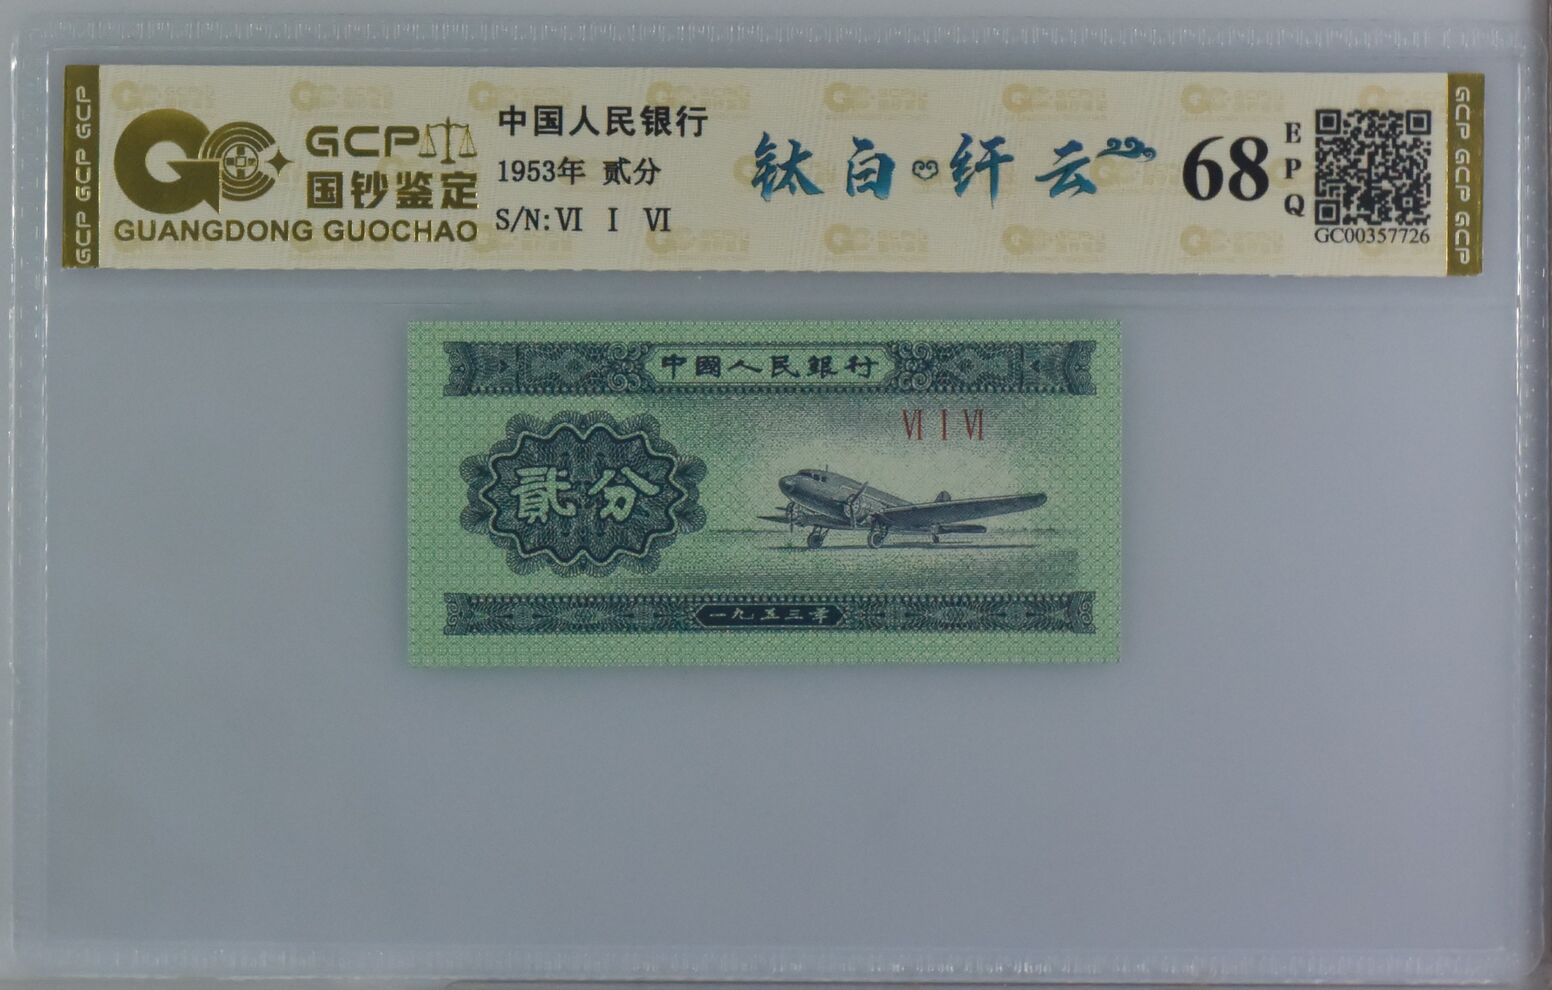 GCP GCP GCP
GCP
国钞鉴定
GUANGDONG GUOCHAO
中国人民银行
1953年 贰分
S/N:Ⅵ Ⅰ Ⅵ
钛白·纤云
68
EPQ
GC00357726
GCP GCP GCP
中國人民銀行
Ⅵ Ⅰ Ⅵ
貳分
一九五三年